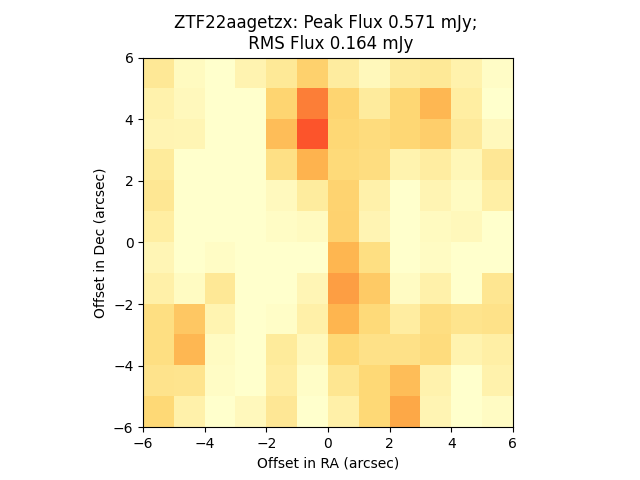 ZTF22aagetzx: Peak Flux 0.571 mJy;
RMS Flux 0.164 mJy
6
4
2
0
−2
−4
−6
Offset in Dec (arcsec)
−6 −4 −2 0 2 4 6
Offset in RA (arcsec)